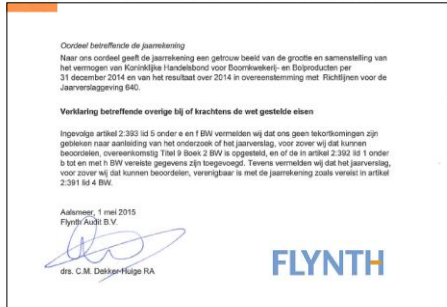 Oordeel betreffende de jaarrekening
Naar ons oordeel geeft de jaarrekening een getrouw beeld van de grootte en samenstelling van
het vermogen van Koninklijke Handelsbond voor Boomkwekerij- en Bolproducten per
31 december 2014 en van het resultaat over 2014 in overeenstemming met Richtlijnen voor de
Jaarverslaggeving 640.
Verklaring betreffende overige bij of krachtens de wet gestelde eisen
Ingevolge artikel 2:393 lid 5 onder e en f BW vermelden wij dat ons geen tekortkomingen zijn
gebleken naar aanleiding van het onderzoek of het jaarverslag, voor zover wij dat kunnen
beoordelen, overeenkomstig Titel 9 Boek 2 BW is opgesteld, en of de in artikel 2:392 lid 1 onder
b tot en met h BW vereiste gegevens zijn toegevoegd. Tevens vermelden wij dat het jaarverslag,
voor zover wij dat kunnen beoordelen, verenigbaar is met de jaarrekening zoals vereist in artikel
2:391 lid 4 BW.
Aalsmeer, 1 mei 2015
Flynth Audit B.V.
drs. C.M. Dekker-Huige RA
FLYNTH